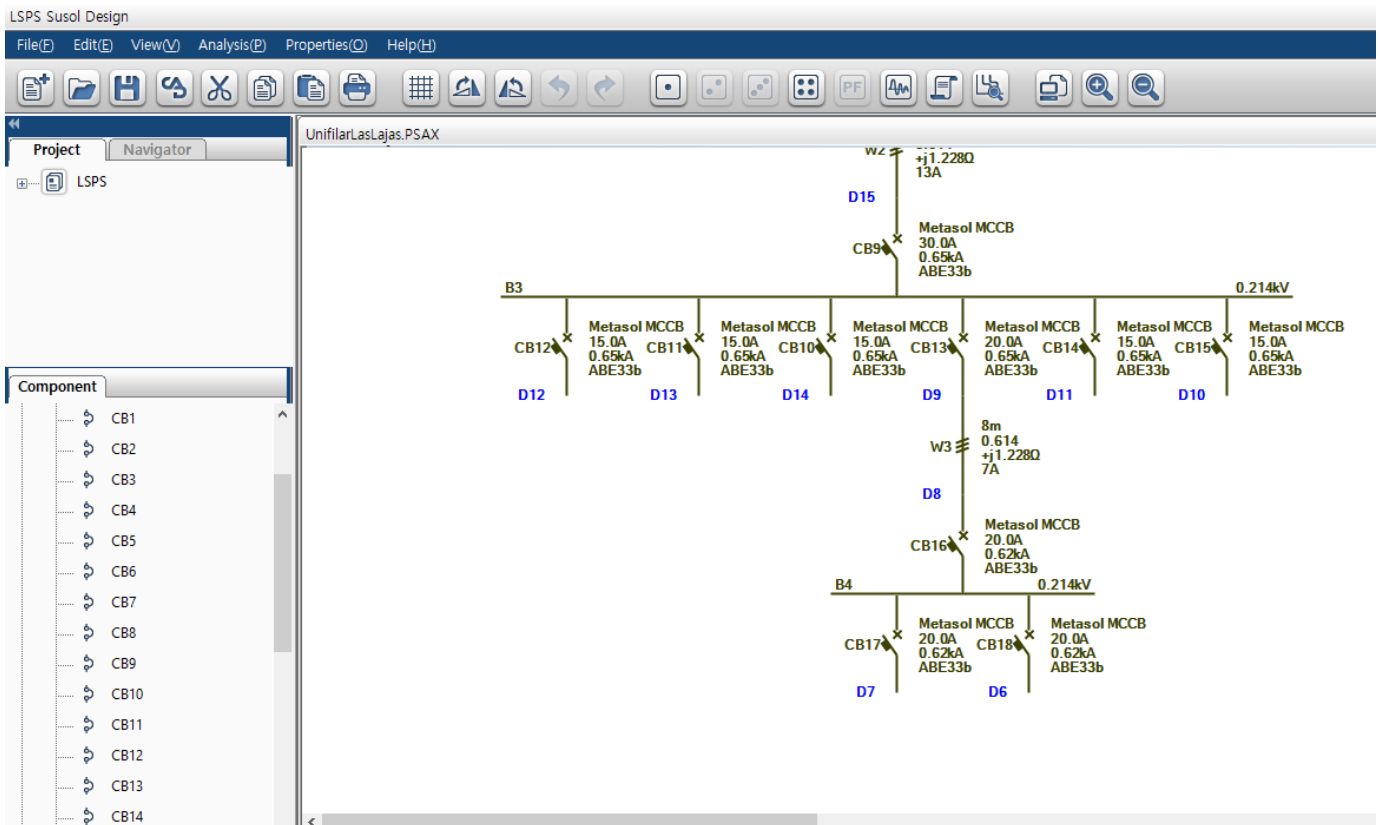 LSPS Susol Design
File(F) Edit(E) View(V) Analysis(P) Properties(O) Help(H)
PF
Project Navigator
LSPS
Component
CB1
CB2
CB3
CB4
CB5
CB6
CB7
CB8
CB9
CB10
CB11
CB12
CB13
CB14
UnifilarLasLajas.PSAX
W2
+j1.228Ω
13A
D15
CB9
Metasol MCCB
30.0A
0.65kA
ABE33b
B3
0.214kV
CB12
Metasol MCCB
15.0A
0.65kA
ABE33b
D12
CB11
Metasol MCCB
15.0A
0.65kA
ABE33b
D13
CB10
Metasol MCCB
15.0A
0.65kA
ABE33b
D14
CB13
Metasol MCCB
20.0A
0.65kA
ABE33b
D9
CB14
Metasol MCCB
15.0A
0.65kA
ABE33b
D11
CB15
Metasol MCCB
15.0A
0.65kA
ABE33b
D10
W3
8m
0.614
+j1.228Ω
7A
D8
CB16
Metasol MCCB
20.0A
0.62kA
ABE33b
B4
0.214kV
CB17
Metasol MCCB
20.0A
0.62kA
ABE33b
D7
CB18
Metasol MCCB
20.0A
0.62kA
ABE33b
D6